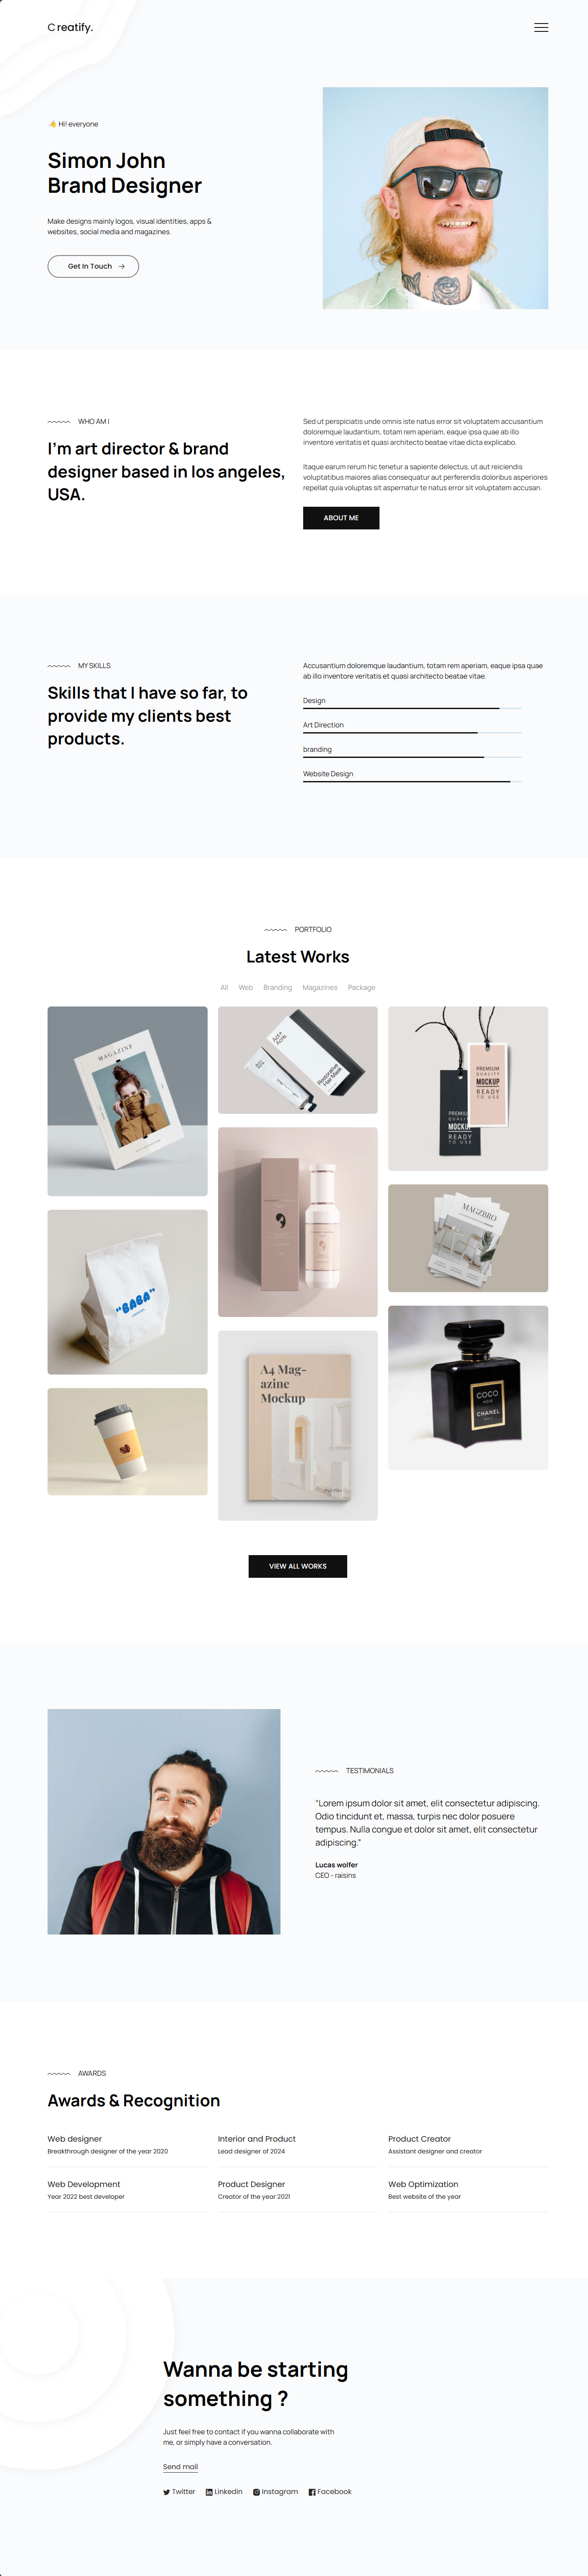 Creatify.
👋 Hi! everyone
Simon John
Brand Designer
Make designs mainly logos, visual identities, apps &
websites, social media and magazines.
Get In Touch →
WHO AM I
I'm art director & brand
designer based in los angeles,
USA.
Sed ut perspiciatis unde omnis iste natus error sit voluptatem accusantium
doloremque laudantium, totam rem aperiam, eaque ipsa quae ab illo
inventore veritatis et quasi architecto beatae vitae dicta explicabo.
Itaque earum rerum hic tenetur a sapiente delectus, ut aut reiciendis
voluptatibus maiores alias consequatur aut perferendis doloribus asperiores
repellat quia voluptas sit aspernatur te natus error sit voluptatem accusan.
ABOUT ME
MY SKILLS
Skills that I have so far, to
provide my clients best
products.
Accusantium doloremque laudantium, totam rem aperiam, eaque ipsa quae
ab illo inventore veritatis et quasi architecto beatae vitae.
Design
Art Direction
branding
Website Design
PORTFOLIO
Latest Works
All Web Branding Magazines Package
MAGAZINE
Art+
Acne.
Restorative
Hair Mask
PREMIUM
QUALITY
MOCKUP
READY
TO USE
PREMIU
MOCKU
READY
TO USE
MAGZBRO
"BABA"
A4 Mag-
azine
Mockup
COCO
NOIR
CHANEL
VIEW ALL WORKS
TESTIMONIALS
"Lorem ipsum dolor sit amet, elit consectetur adipiscing.
Odio tincidunt et, massa, turpis nec dolor posuere
tempus. Nulla congue et dolor sit amet, elit consectetur
adipiscing."
Lucas wolfer
CEO - raisins
AWARDS
Awards & Recognition
Web designer
Breakthrough designer of the year 2020
Interior and Product
Lead designer of 2024
Product Creator
Assistant designer and creator
Web Development
Year 2022 best developer
Product Designer
Creator of the year 2021
Web Optimization
Best website of the year
Wanna be starting
something ?
Just feel free to contact if you wanna collaborate with
me, or simply have a conversation.
Send mail
Twitter Linkedin Instagram Facebook